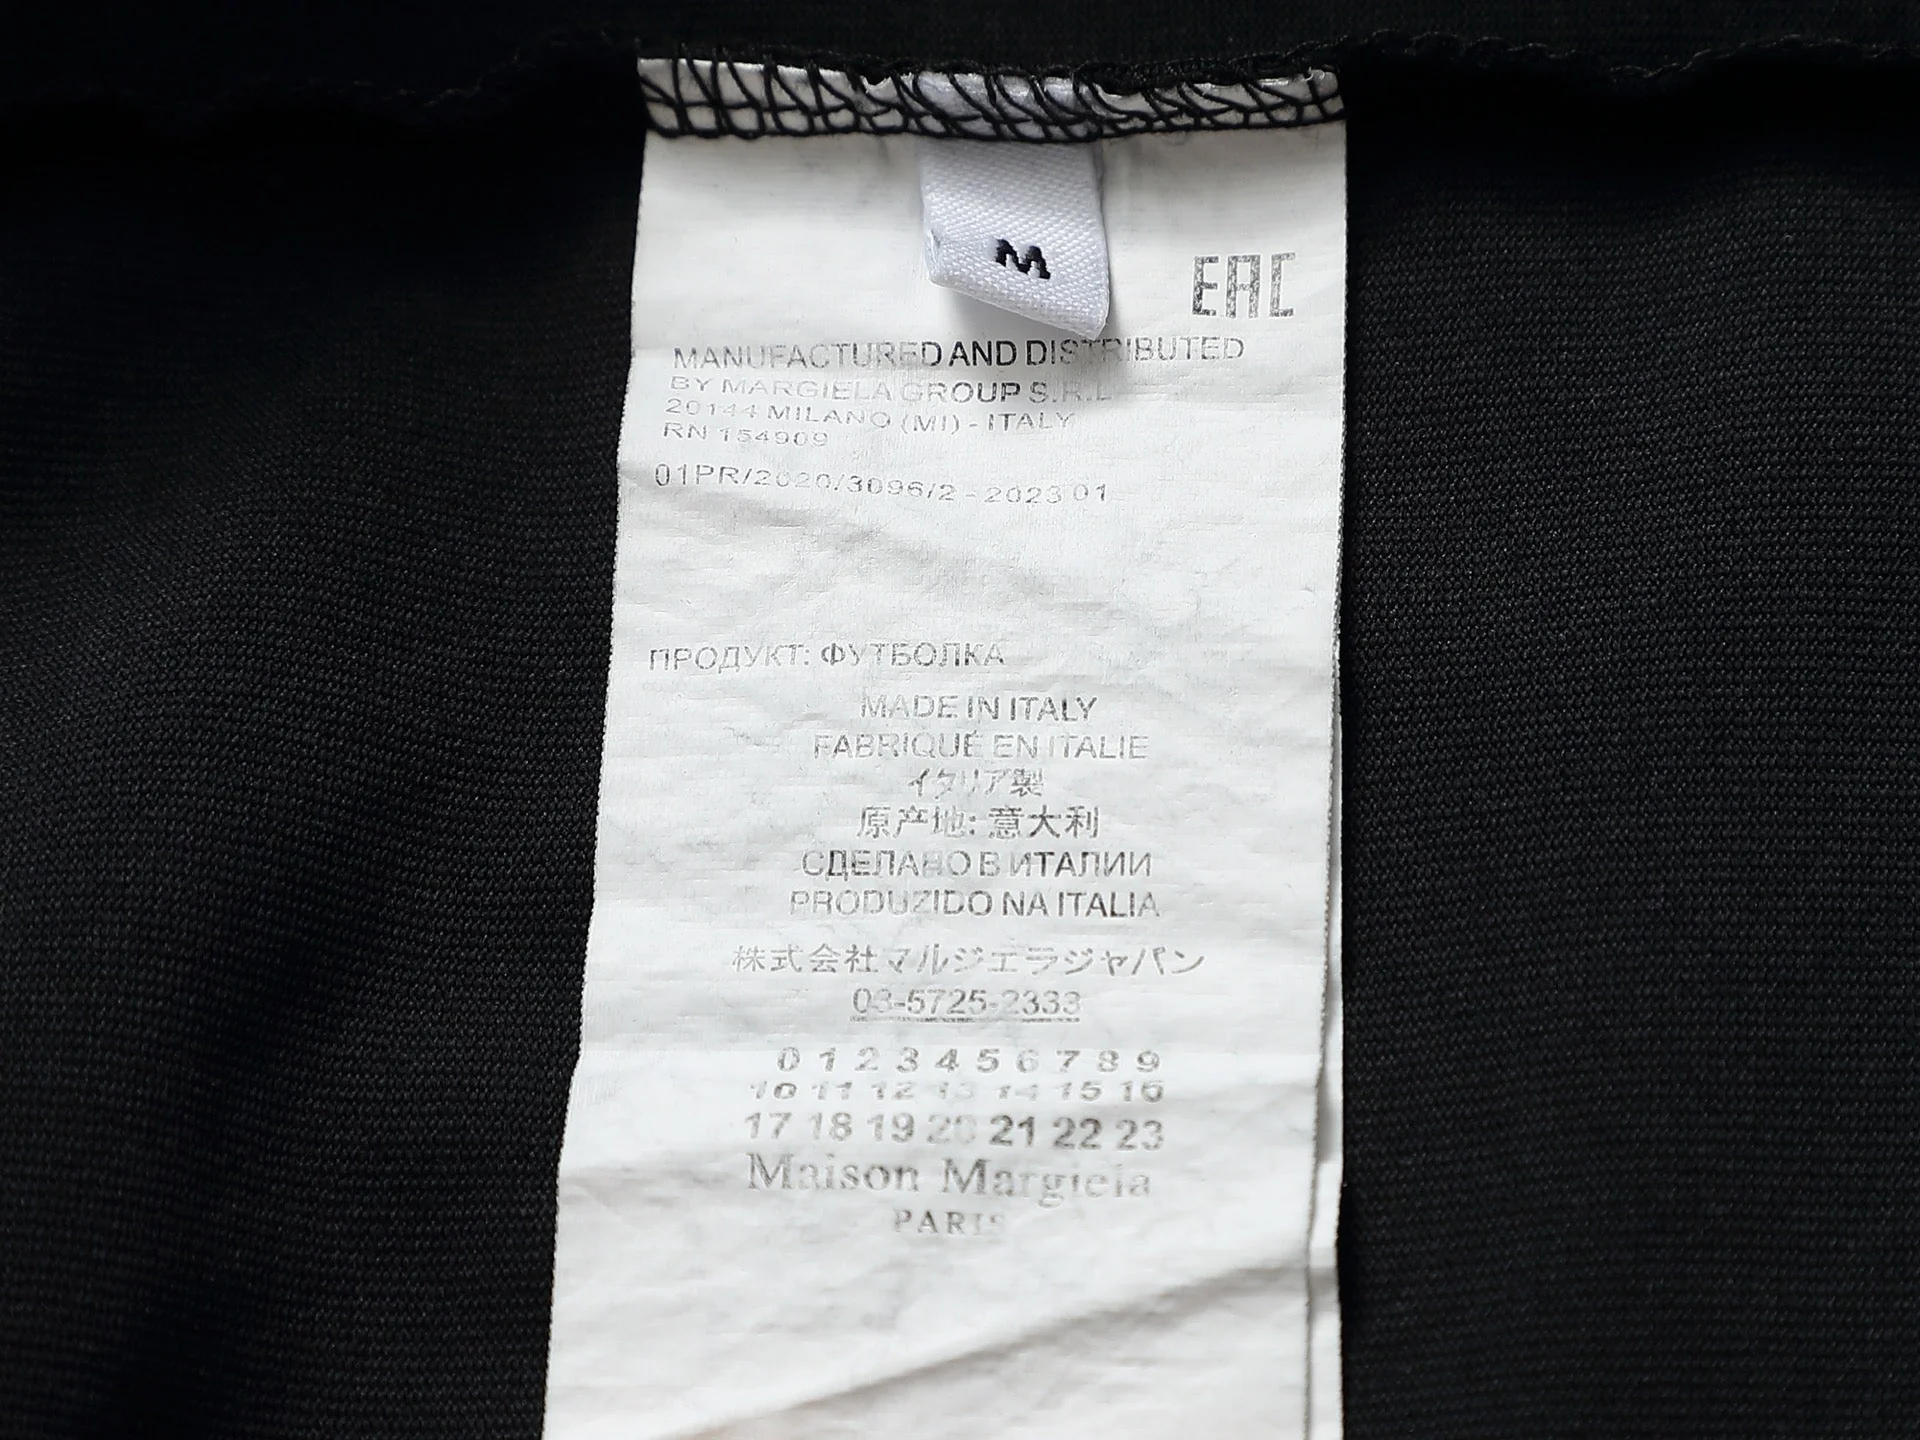 M
EAC
MANUFACTURED AND DISTRIBUTED
BY MARGIELA GROUP S.R.L
20144 MILANO (MI) - ITALY
RN 154909
01PR/2020/3096/2 - 2023 01
ПРОДУКТ: ФУТБОЛКА
MADE IN ITALY
FABRIQUÉ EN ITALIE
イタリア製
原产地: 意大利
СДЕЛАНО В ИТАЛИИ
PRODUZIDO NA ITALIA
株式会社マルジェラジャパン
03-5725-2333
0 1 2 3 4 5 6 7 8 9
10 11 12 13 14 15 16
17 18 19 20 21 22 23
Maison Margiela
PARIS